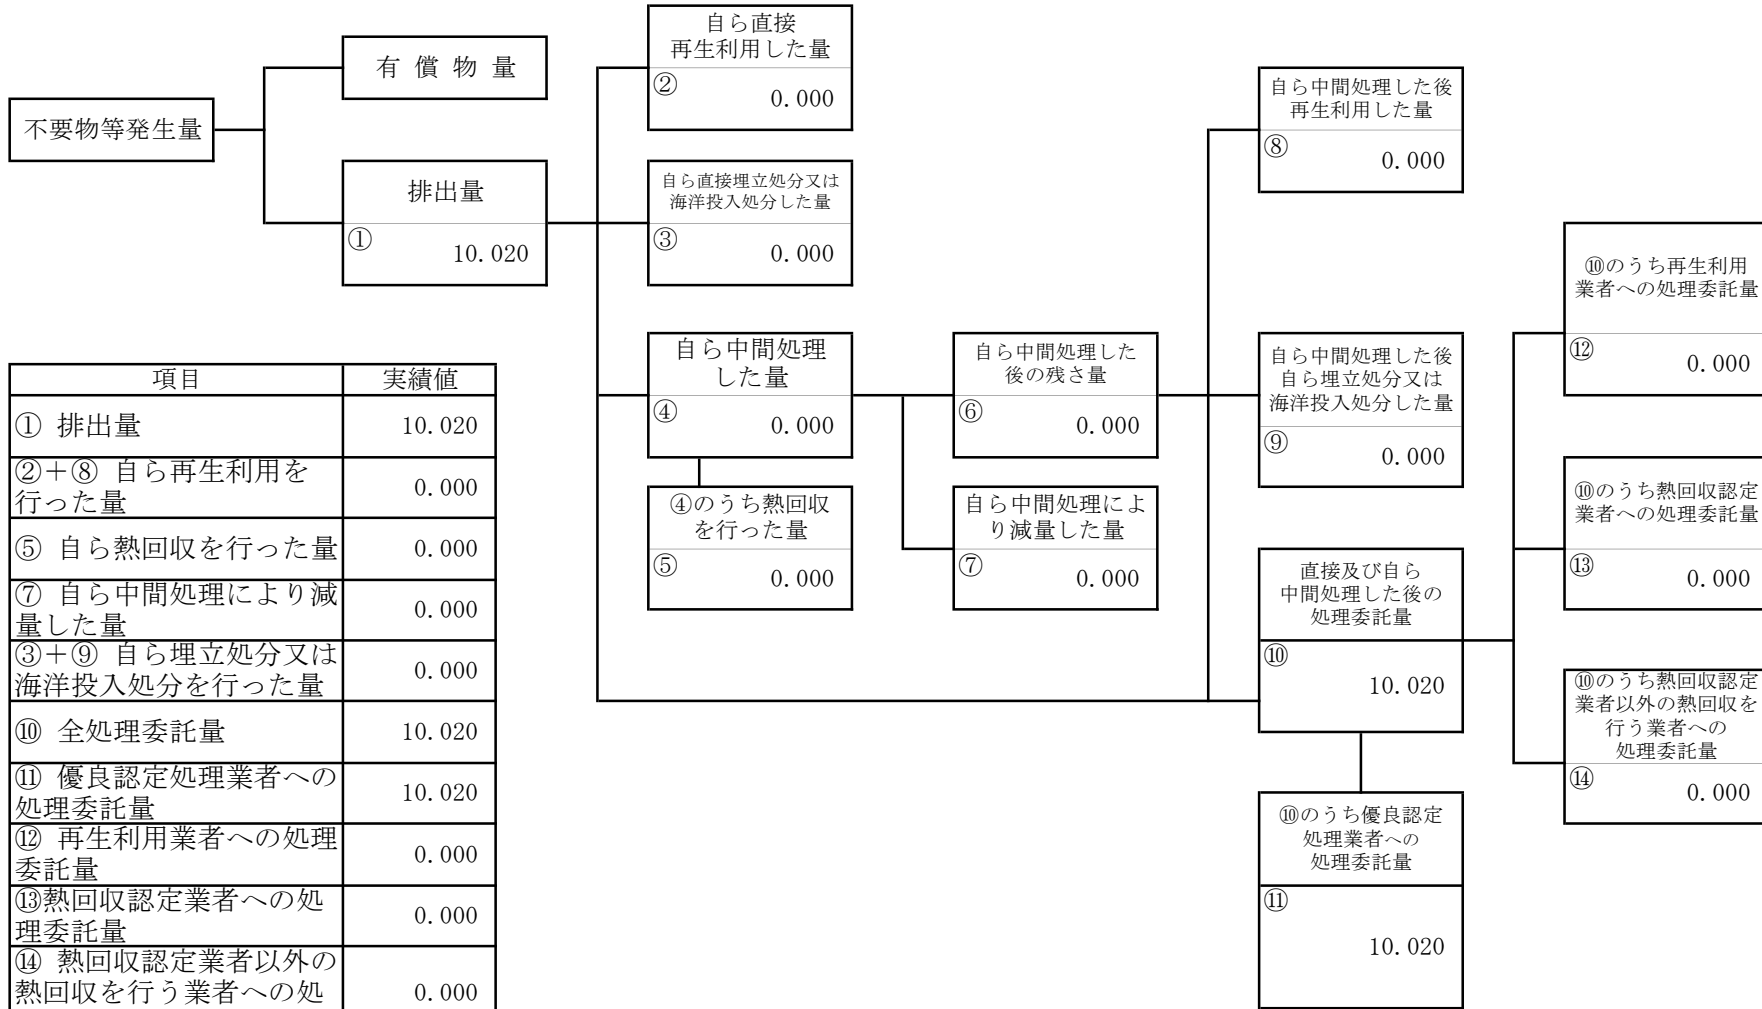 不要物等発生量
有 償 物 量
排出量
①
10.020
自ら直接
再生利用した量
②
0.000
自ら直接埋立処分又は
海洋投入処分した量
③
0.000
自ら中間処理
した量
④
0.000
④のうち熱回収
を行った量
⑤
0.000
自ら中間処理した
後の残さ量
⑥
0.000
自ら中間処理によ
り減量した量
⑦
0.000
自ら中間処理した後
再生利用した量
⑧
0.000
自ら中間処理した後
自ら埋立処分又は
海洋投入処分した量
⑨
0.000
直接及び自ら
中間処理した後の
処理委託量
⑩
10.020
⑩のうち優良認定
処理業者への
処理委託量
⑪
10.020
⑩のうち再生利用
業者への処理委託量
⑫
0.000
⑩のうち熱回収認定
業者への処理委託量
⑬
0.000
⑩のうち熱回収認定
業者以外の熱回収を
行う業者への
処理委託量
⑭
0.000
項目 実績値
① 排出量 10.020
②＋⑧ 自ら再生利用を
行った量 0.000
⑤ 自ら熱回収を行った量 0.000
⑦ 自ら中間処理により減
量した量 0.000
③＋⑨ 自ら埋立処分又は
海洋投入処分を行った量 0.000
⑩ 全処理委託量 10.020
⑪ 優良認定処理業者への
処理委託量 10.020
⑫ 再生利用業者への処理
委託量 0.000
⑬熱回収認定業者への処
理委託量 0.000
⑭ 熱回収認定業者以外の
熱回収を行う業者への処 0.000